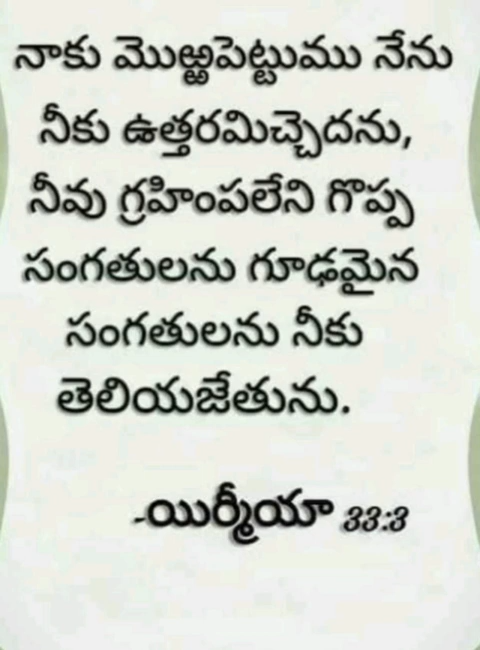 నాకు మొఱ్ఱపెట్టుము నేను
నీకు ఉత్తరమిచ్చెదను,
నీవు గ్రహింపలేని గొప్ప
సంగతులను గూఢమైన
సంగతులను నీకు
తెలియజేతును.
-యిర్మీయా 33:3